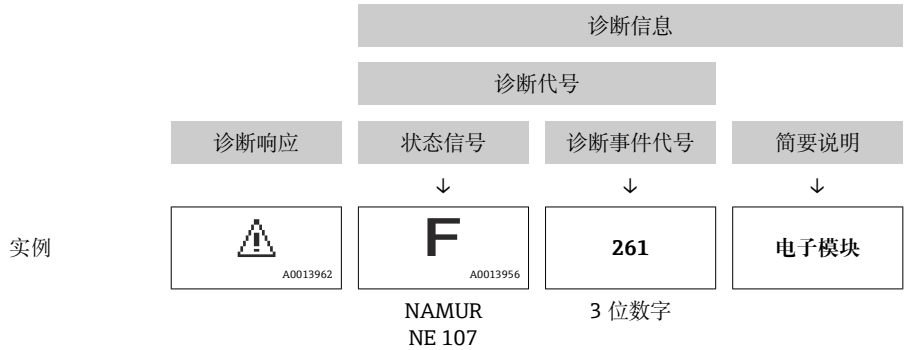 诊断信息
诊断代号
诊断响应
状态信号
诊断事件代号
简要说明
↓ ↓ ↓
实例
A0013962
F
A0013956
261
电子模块
NAMUR
NE 107
3 位数字